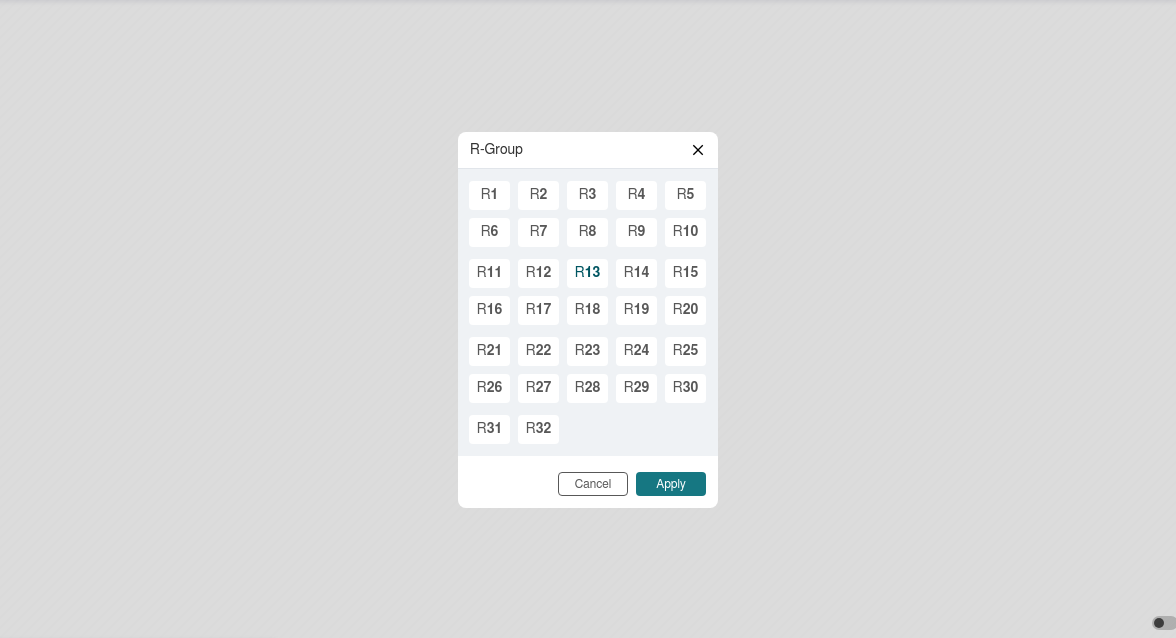 R-Group
R1 R2 R3 R4 R5
R6 R7 R8 R9 R10
R11 R12 R13 R14 R15
R16 R17 R18 R19 R20
R21 R22 R23 R24 R25
R26 R27 R28 R29 R30
R31 R32
Cancel Apply